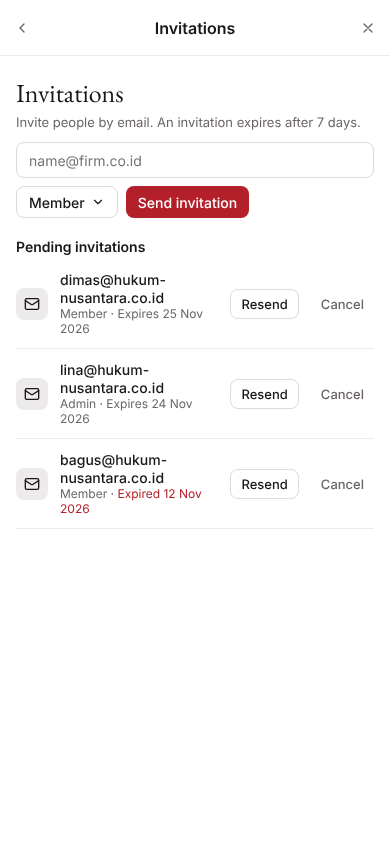 Invitations
Invitations
Invite people by email. An invitation expires after 7 days.
name@firm.co.id
Member
Send invitation
Pending invitations
dimas@hukum-
nusantara.co.id
Member · Expires 25 Nov
2026
Resend
Cancel
lina@hukum-
nusantara.co.id
Admin · Expires 24 Nov
2026
Resend
Cancel
bagus@hukum-
nusantara.co.id
Member · Expired 12 Nov
2026
Resend
Cancel